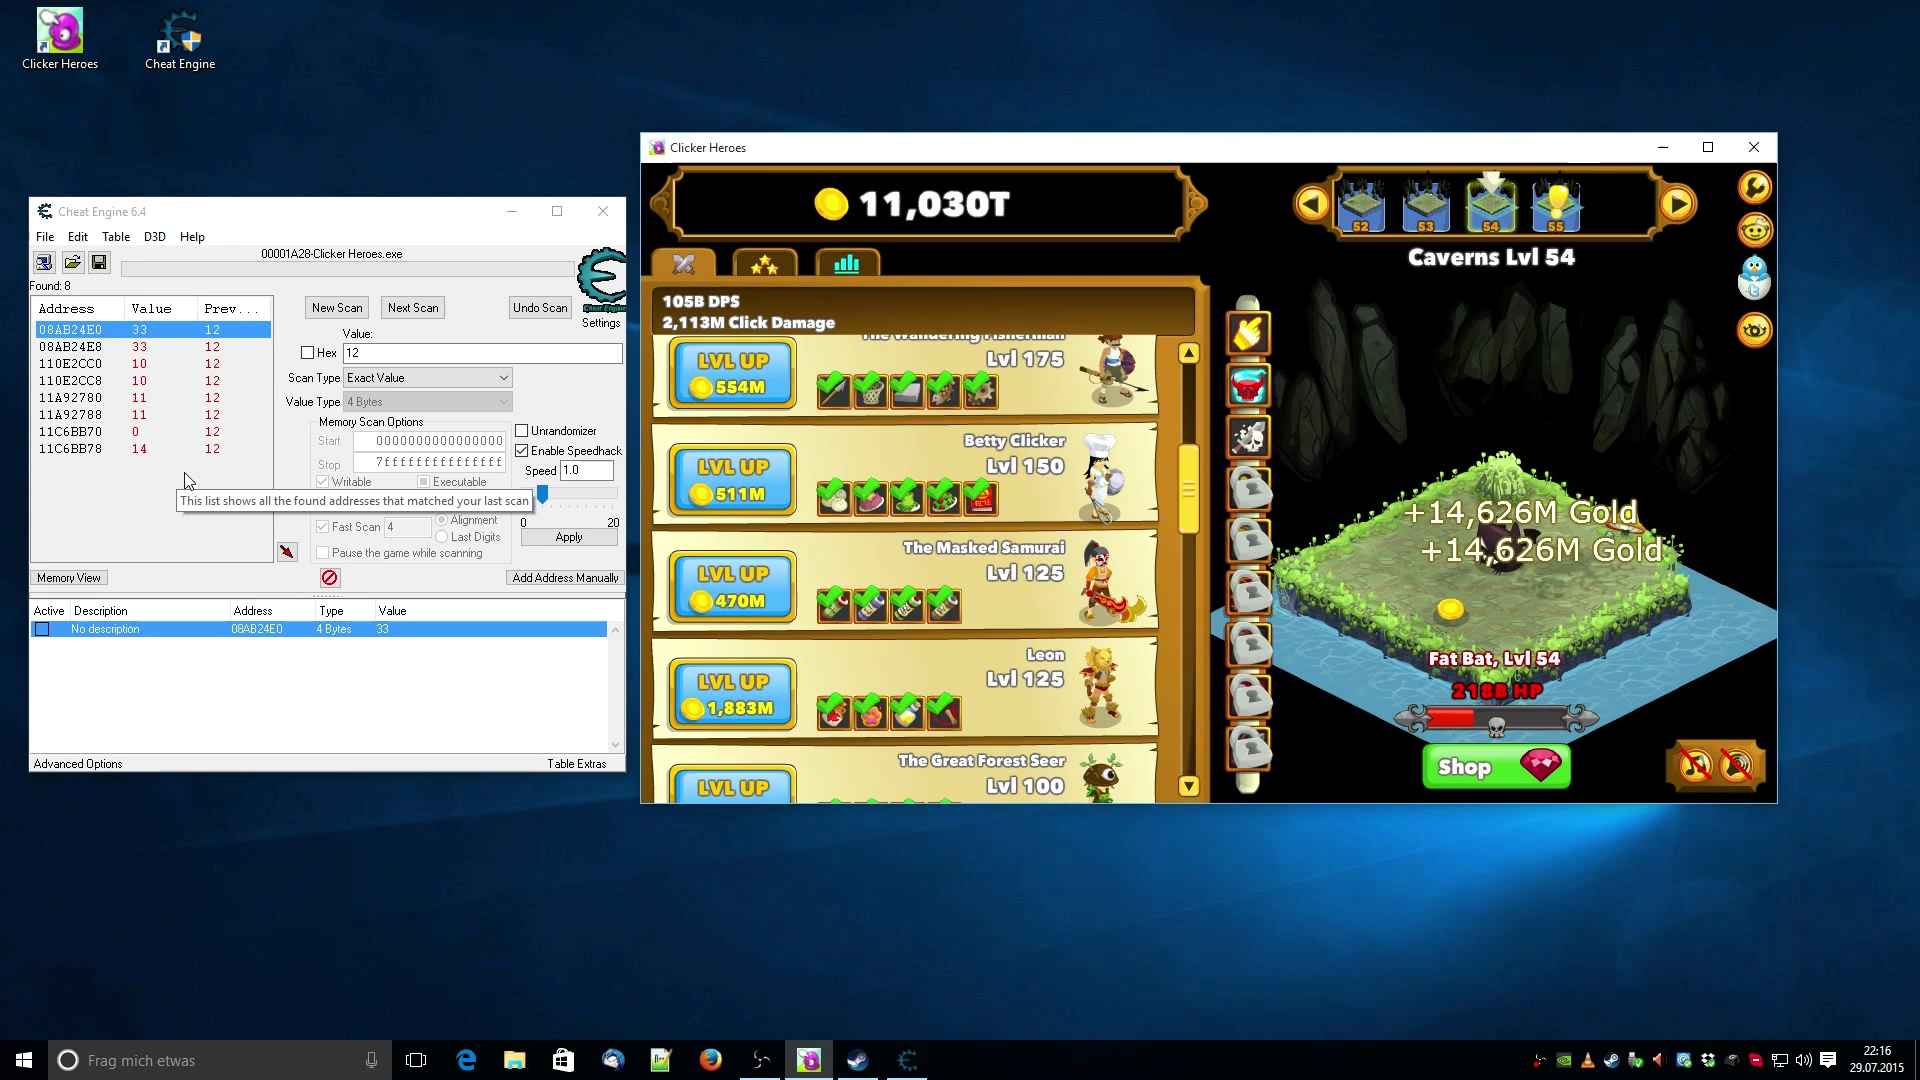 Clicker Heroes
Cheat Engine
Cheat Engine 6.4
File Edit Table D3D Help
00001A28-Clicker Heroes.exe
Found: 8
Address Value Prev...
08AB24E0 33 12
08AB24E8 33 12
110E2CC0 10 12
110E2CC8 10 12
11A92780 11 12
11A92788 11 12
11C6BB70 0 12
11C6BB78 14 12
New Scan Next Scan Undo Scan
Cheat Engine
Settings
Value:
Hex 12
Scan Type Exact Value
Value Type 4 Bytes
Memory Scan Options
Start 0000000000000000
Stop 7fffffffffffffff
Writable Executable
Unrandomizer
Enable Speedhack
Speed 1.0
This list shows all the found addresses that matched your last scan
Fast Scan 4 Alignment
Last Digits
Pause the game while scanning
0 20
Apply
Memory View Add Address Manually
Active Description Address Type Value
No description 08AB24E0 4 Bytes 33
Advanced Options Table Extras
Clicker Heroes
11,030T
52 53 54 55
Caverns Lvl 54
105B DPS
2,113M Click Damage
The Wandering Fisherman
LVL UP Lvl 175
554M
Betty Clicker
LVL UP Lvl 150
511M
The Masked Samurai
LVL UP Lvl 125
470M
Leon
LVL UP Lvl 125
1,883M
The Great Forest Seer
LVL UP Lvl 100
+14,626M Gold
+14,626M Gold
Fat Bat, Lvl 54
218B HP
Shop
Frag mich etwas
22:16
29.07.2015